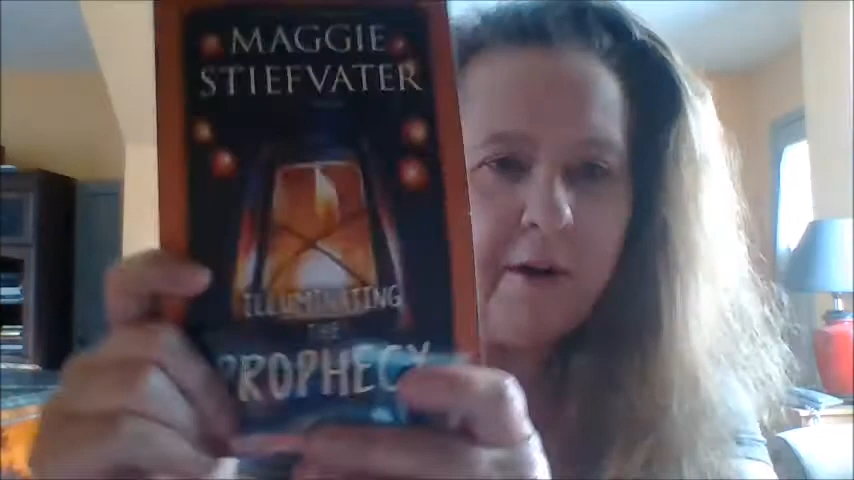 MAGGIE
STIEFVATER
ILLUMINATING
THE
PROPHECY